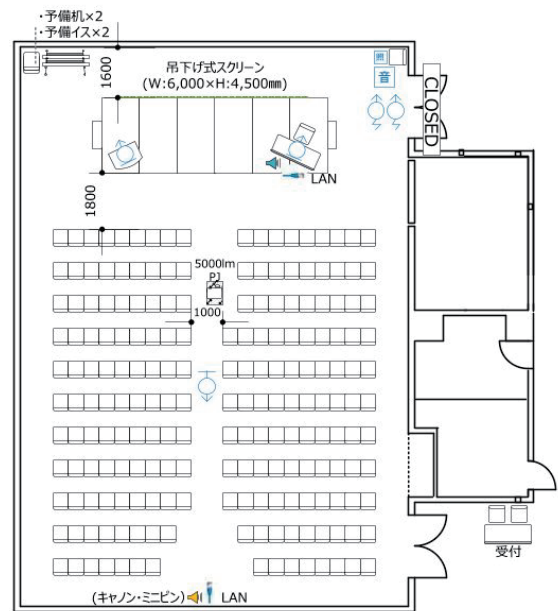 ・予備机×2
・予備イス×2
1600
吊下げ式スクリーン
(W:6,000×H:4,500㎜)
照
音
CLOSED
LAN
1800
5000lm
PJ
1000
受付
(キャノン・ミニピン)
LAN